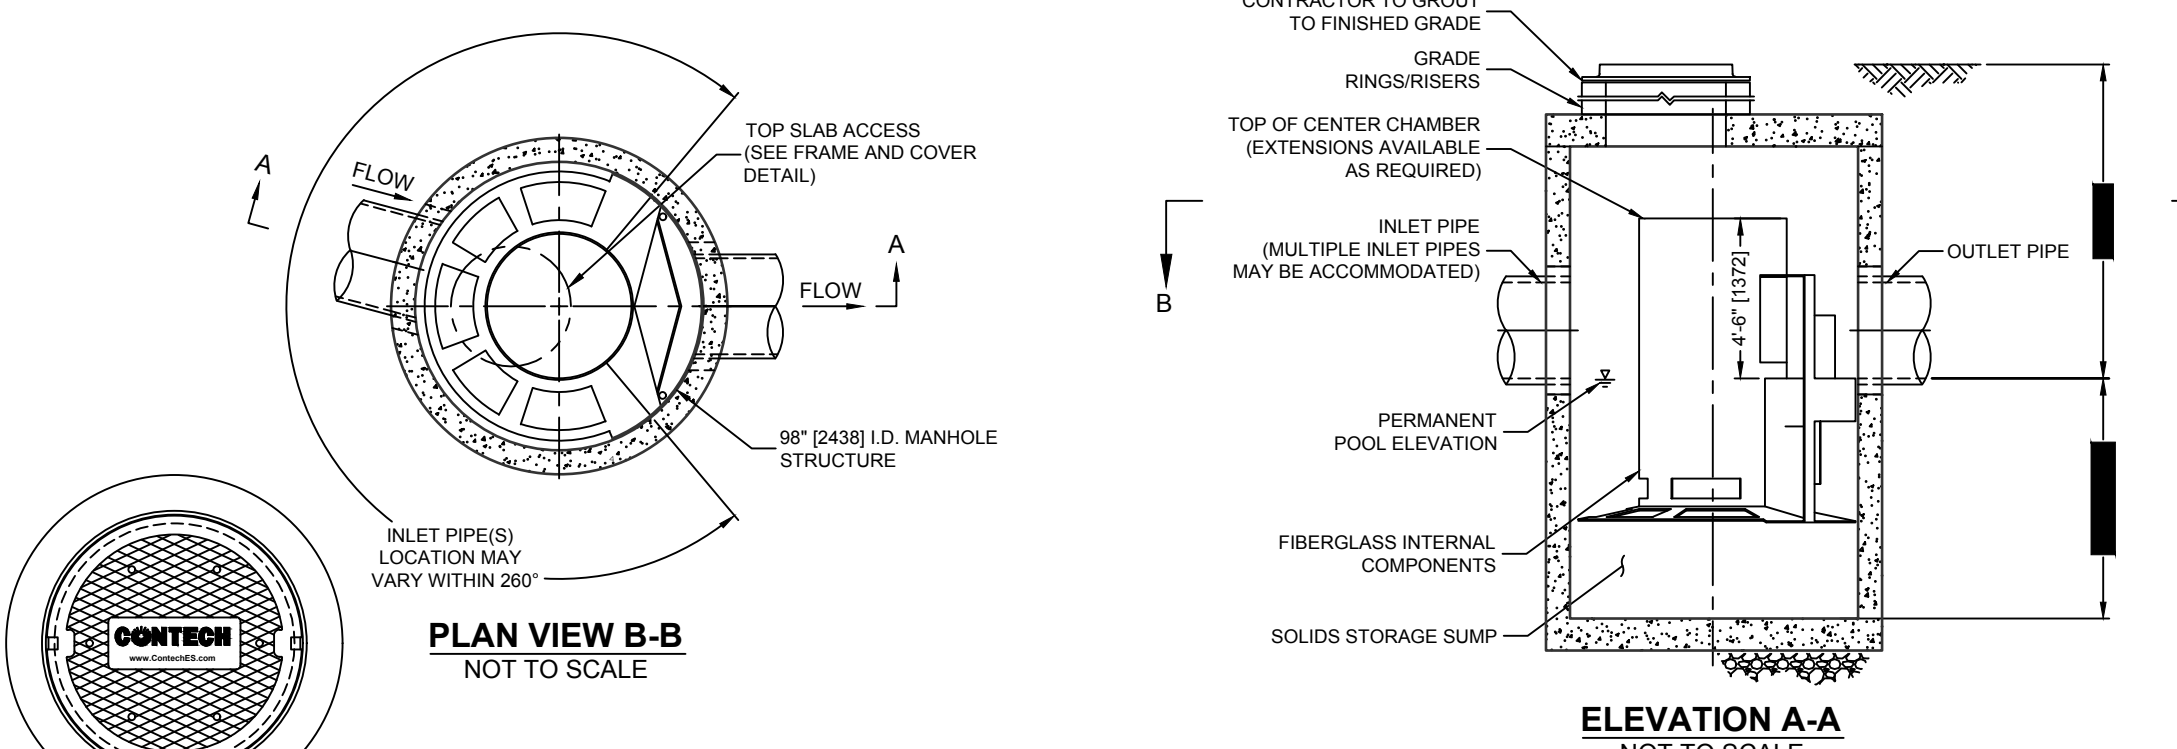 A
FLOW
TOP SLAB ACCESS
(SEE FRAME AND COVER
DETAIL)
A
FLOW
98" [2438] I.D. MANHOLE
STRUCTURE
INLET PIPE(S)
LOCATION MAY
VARY WITHIN 260°
CONTECH
www.ContechES.com
PLAN VIEW B-B
NOT TO SCALE
CONTRACTOR TO GROUT
TO FINISHED GRADE
GRADE
RINGS/RISERS
TOP OF CENTER CHAMBER
(EXTENSIONS AVAILABLE
AS REQUIRED)
B
INLET PIPE
(MULTIPLE INLET PIPES
MAY BE ACCOMMODATED)
4'-6" [1372]
OUTLET PIPE
PERMANENT
POOL ELEVATION
FIBERGLASS INTERNAL
COMPONENTS
SOLIDS STORAGE SUMP
ELEVATION A-A
NOT TO SCALE